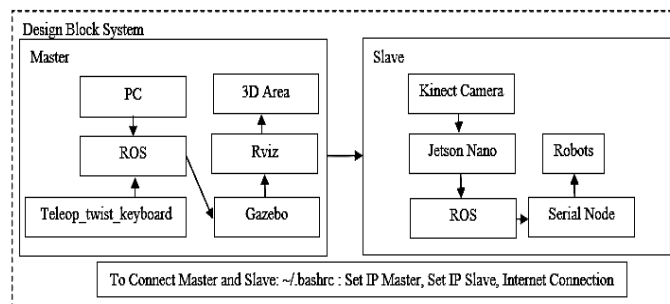 Design Block System
Master
PC
3D Area
ROS
Rviz
Teleop_twist_keyboard
Gazebo
Slave
Kinect Camera
Jetson Nano
Robots
ROS
Serial Node
To Connect Master and Slave: ~/.bashrc : Set IP Master, Set IP Slave, Internet Connection